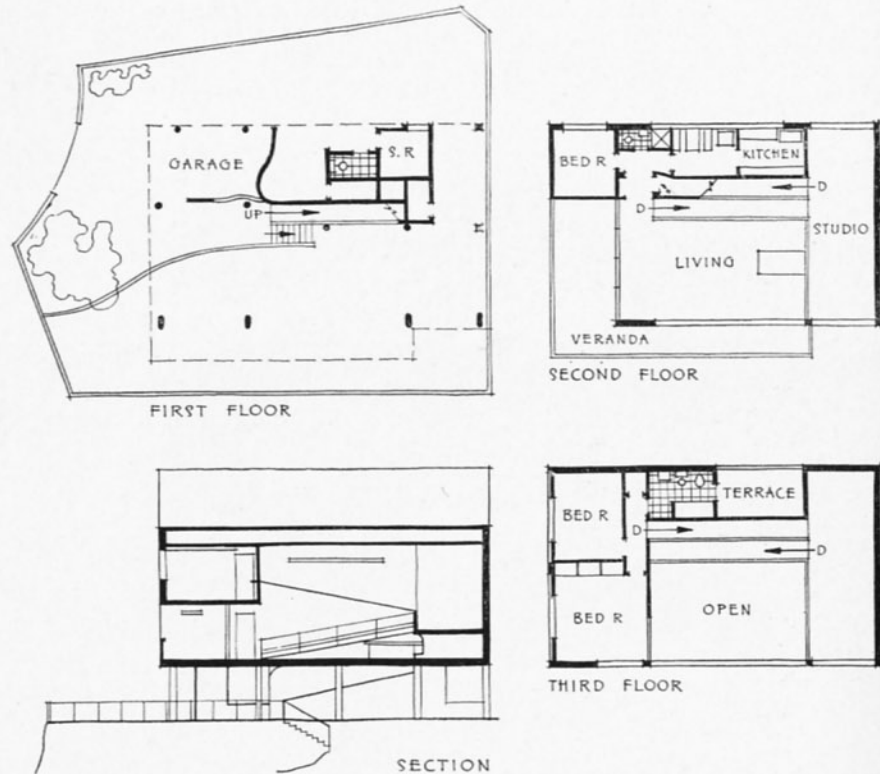 GARAGE
S.R
UP
FIRST FLOOR
BED R
KITCHEN
D
D
STUDIO
LIVING
VERANDA
SECOND FLOOR
SECTION
BED R
TERRACE
D
D
BED R
OPEN
THIRD FLOOR